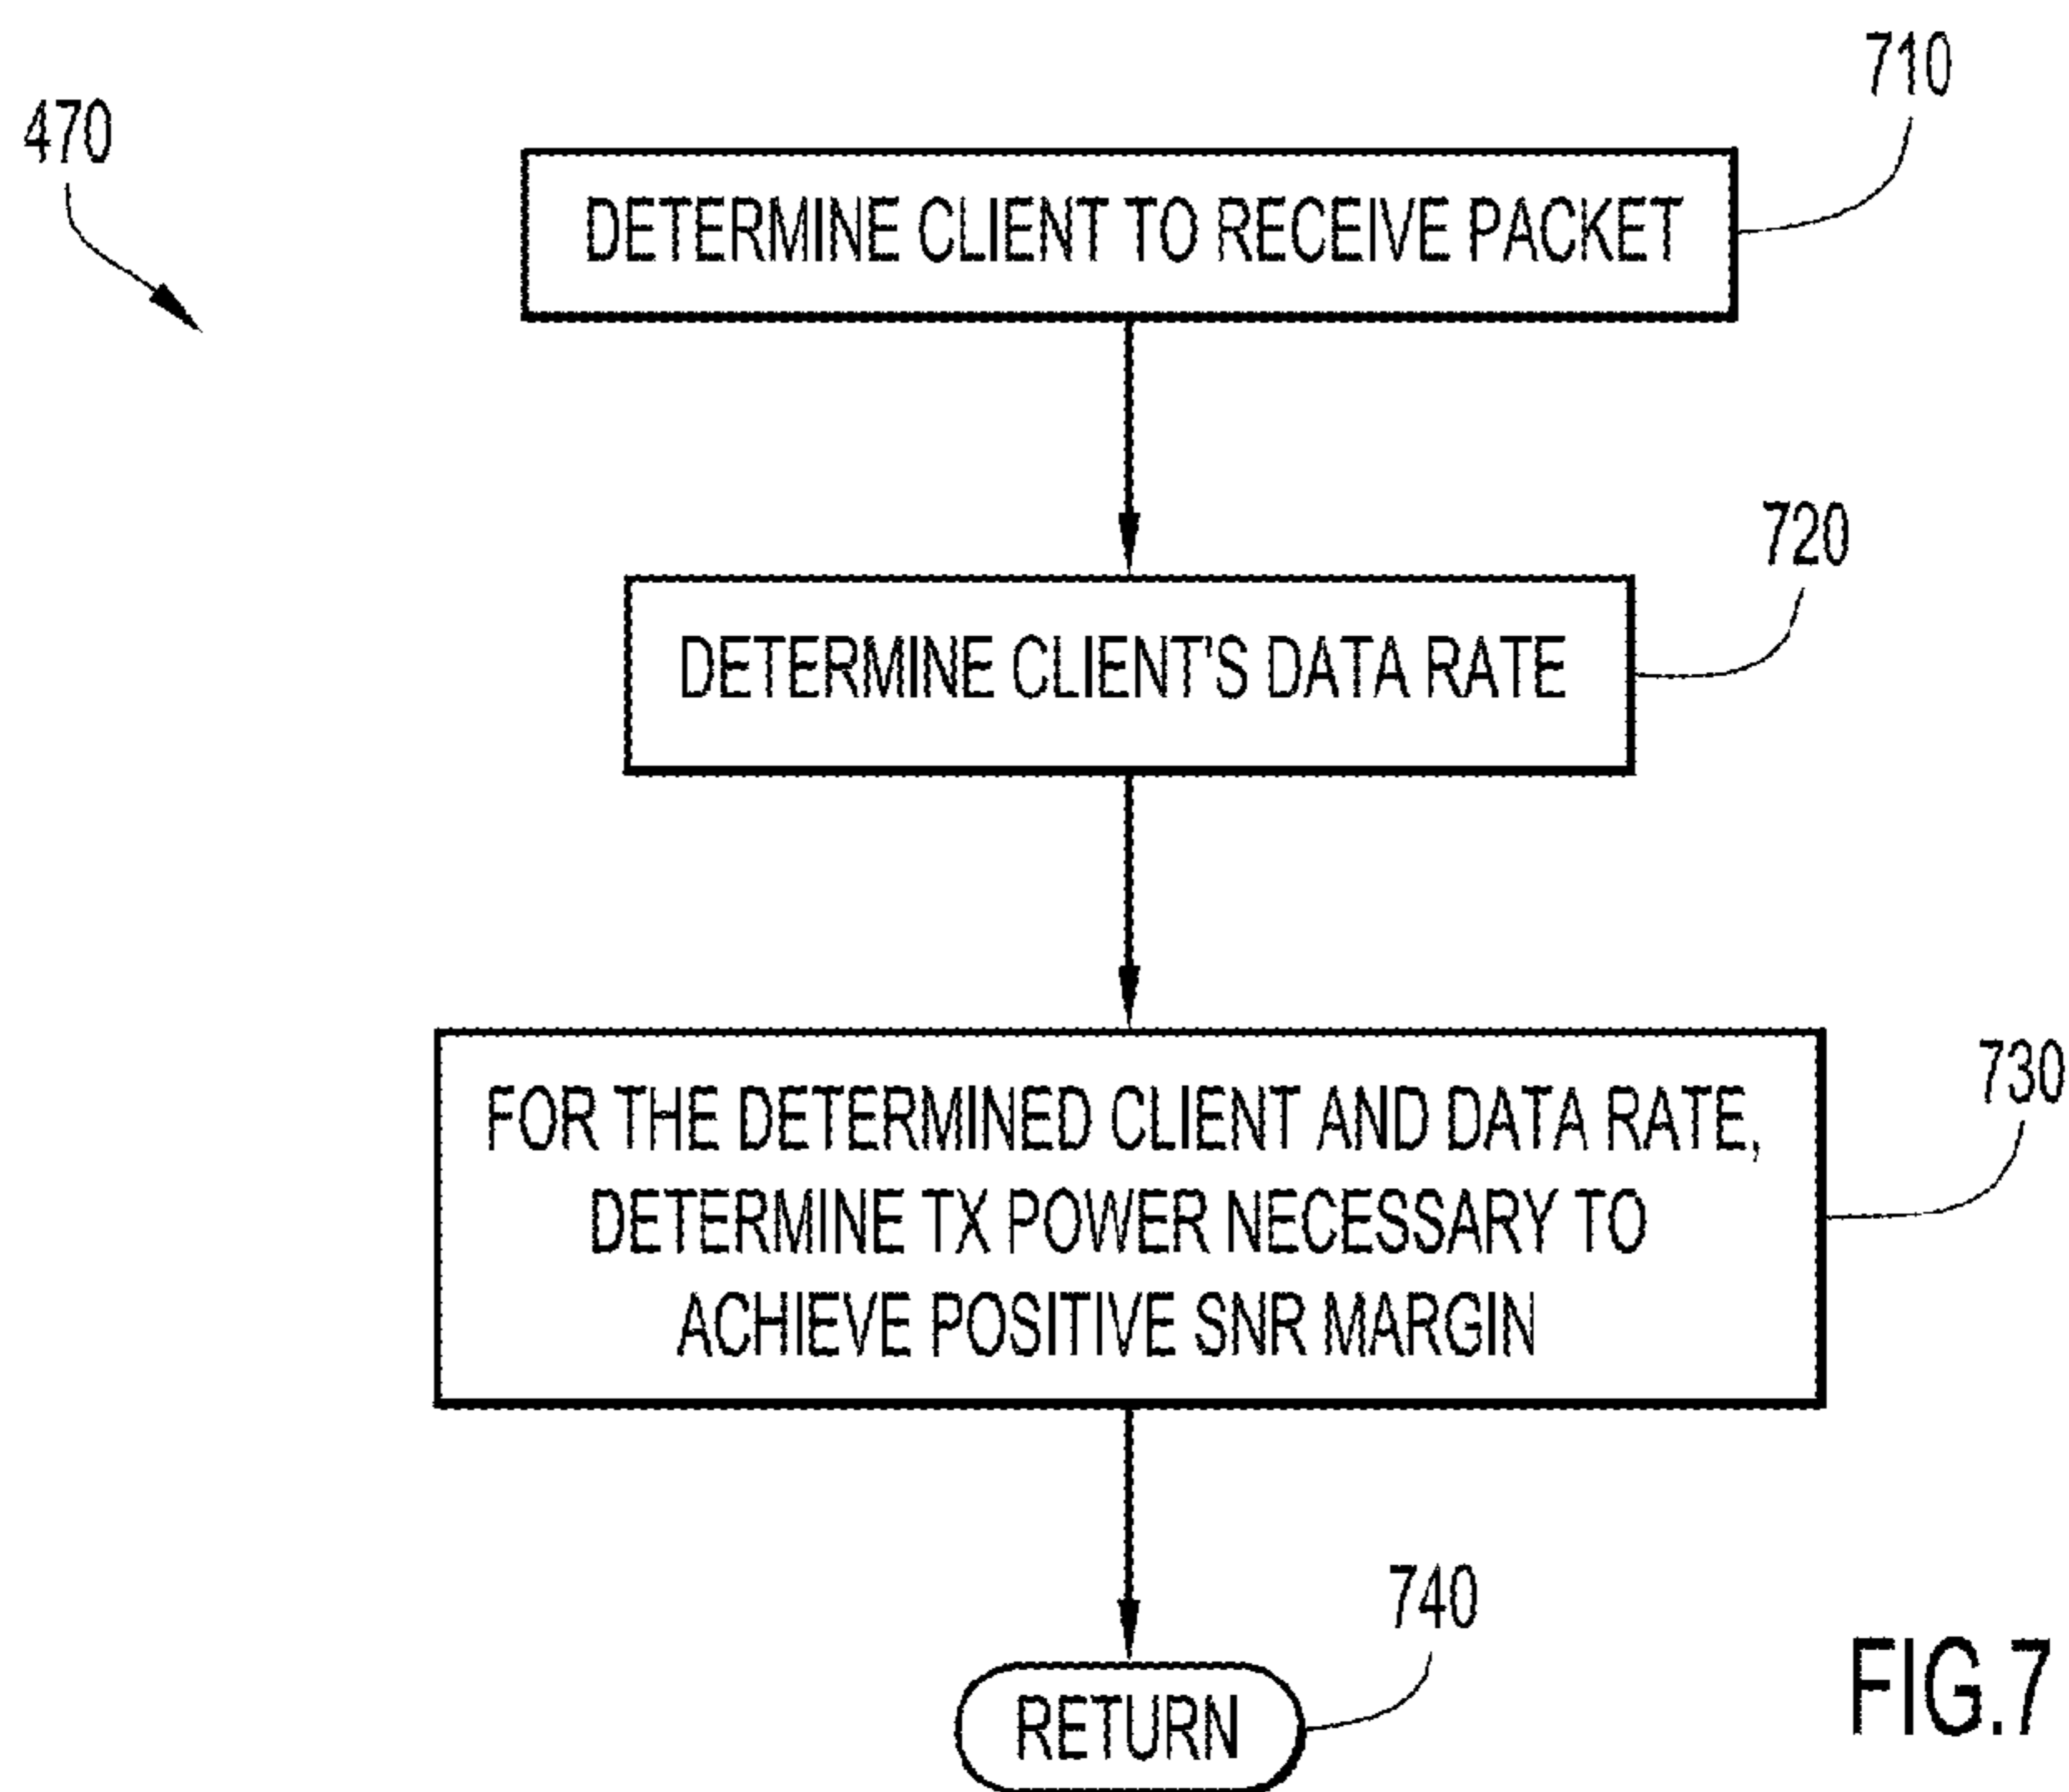 470
710
DETERMINE CLIENT TO RECEIVE PACKET
720
DETERMINE CLIENT'S DATA RATE
730
FOR THE DETERMINED CLIENT AND DATA RATE,
DETERMINE TX POWER NECESSARY TO
ACHIEVE POSITIVE SNR MARGIN
740
RETURN
FIG.7